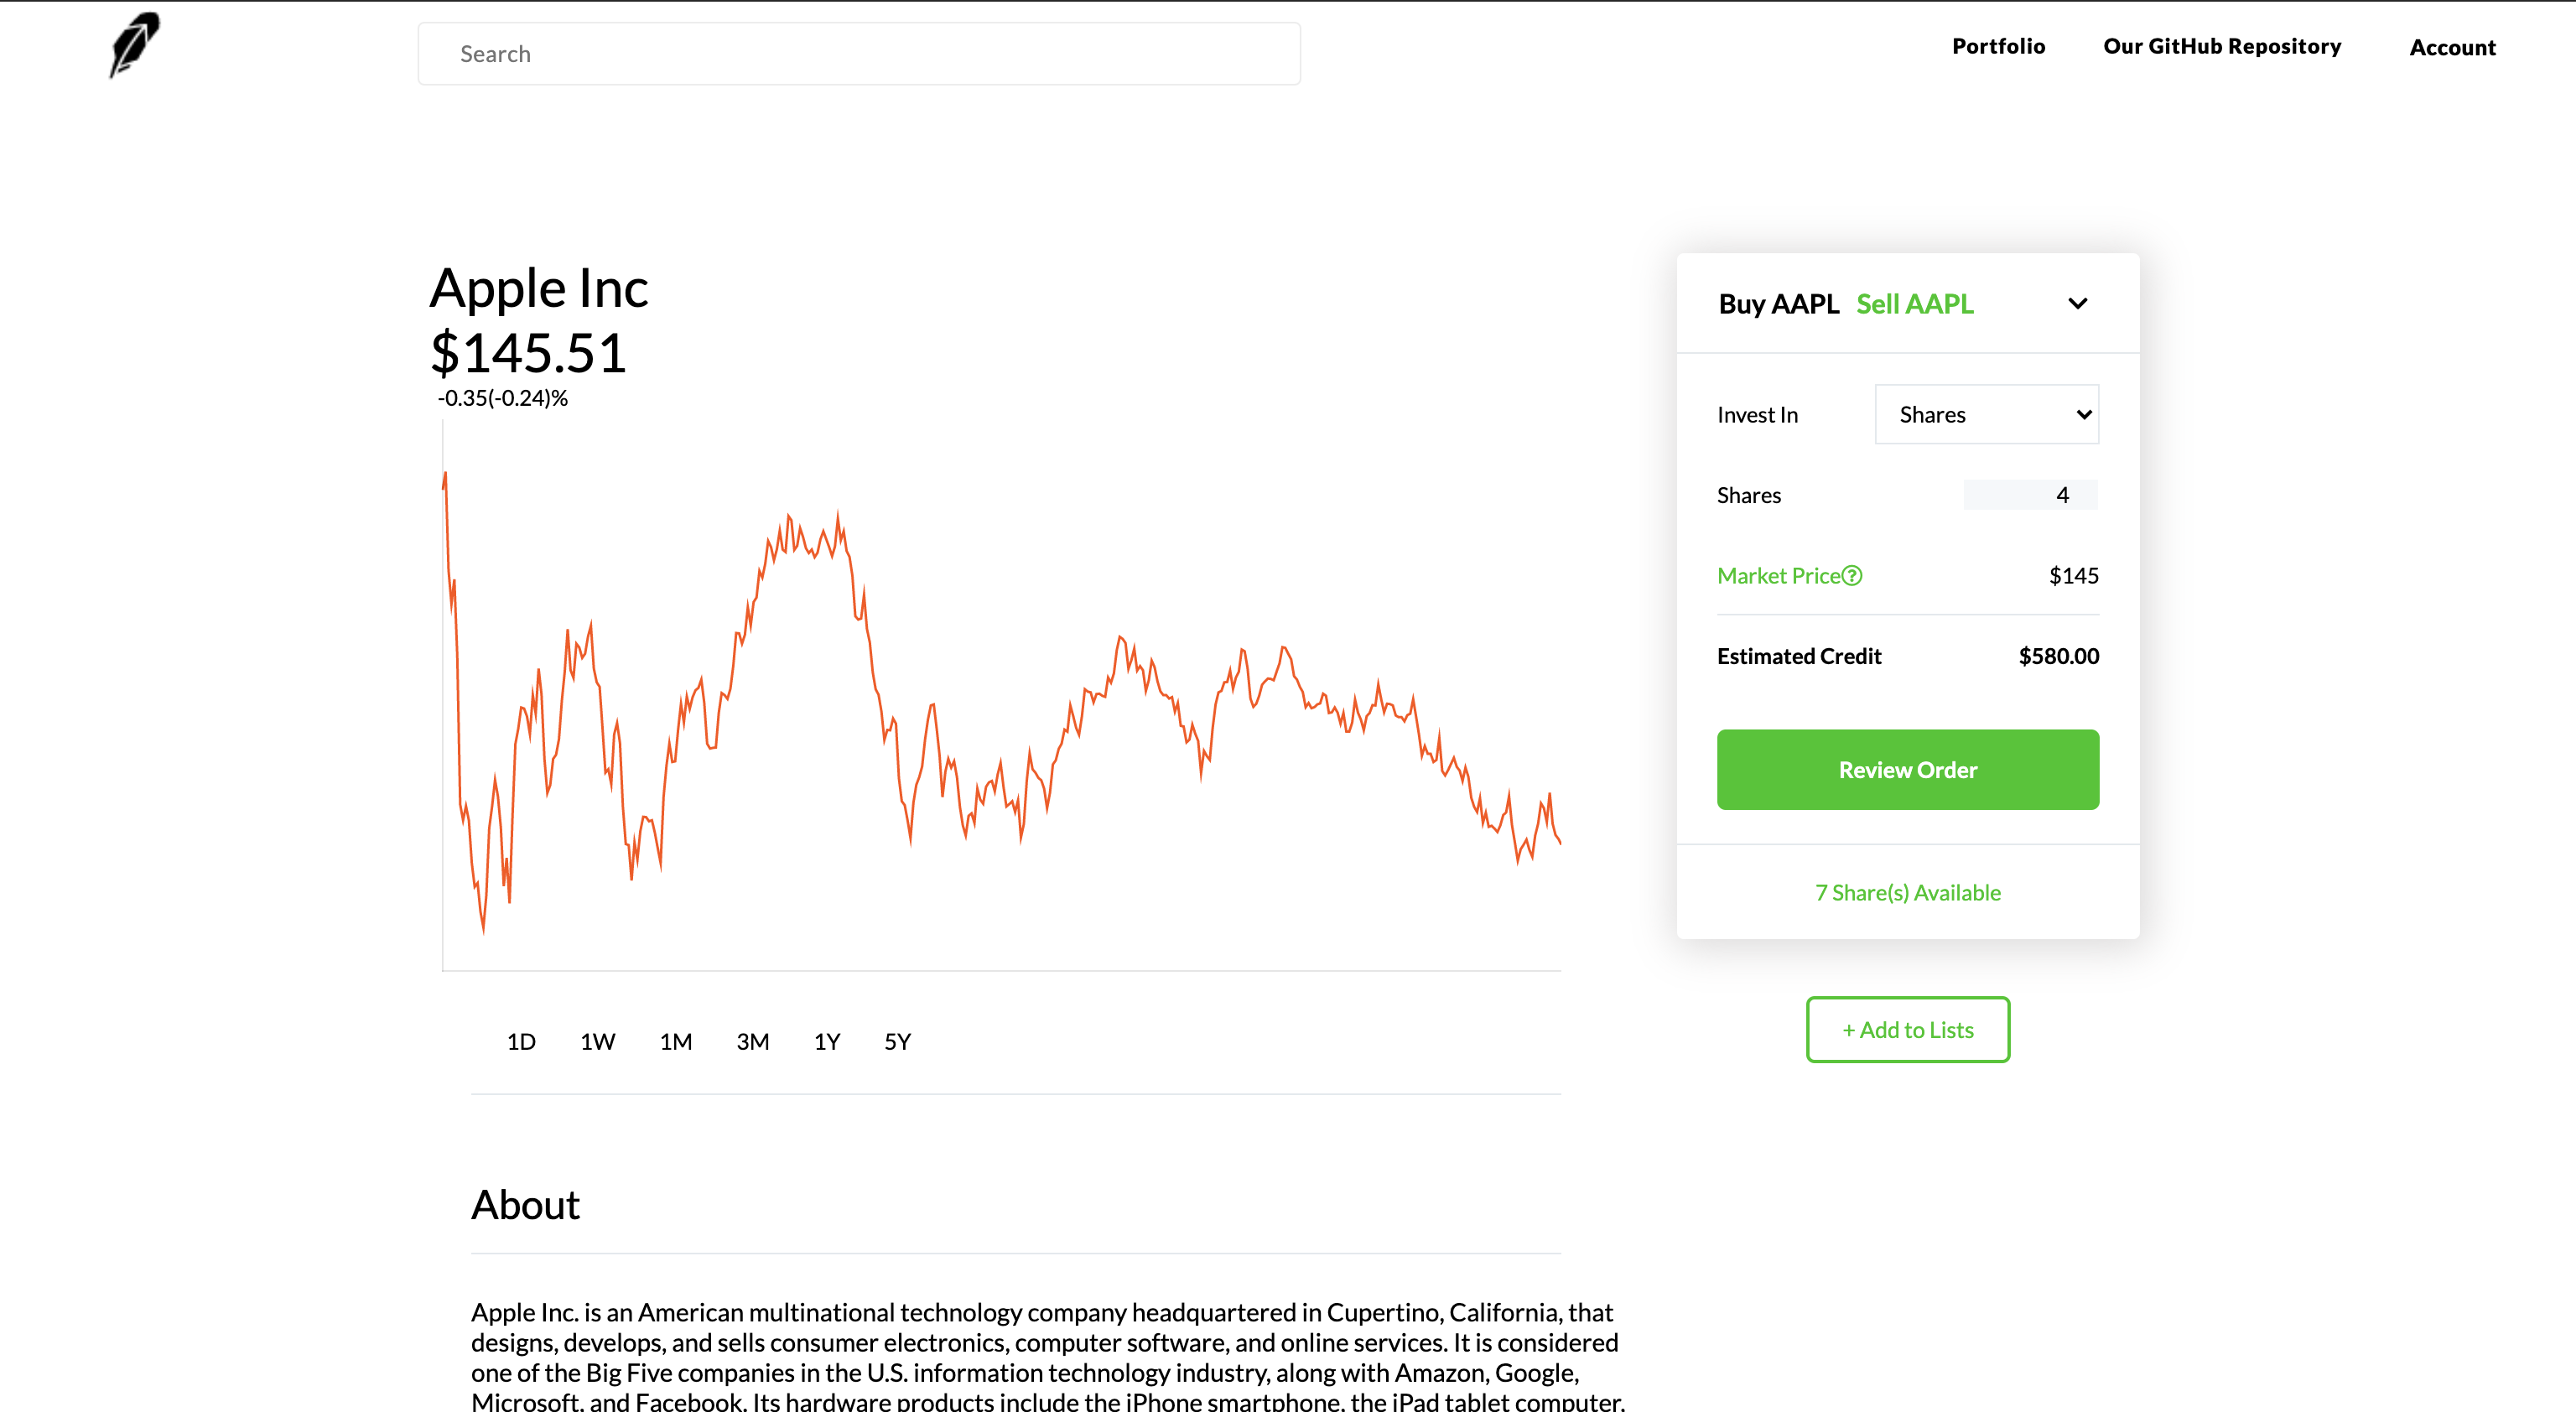 Search
Portfolio
Our GitHub Repository
Account
Apple Inc
$145.51
-0.35(-0.24)%
1D 1W 1M 3M 1Y 5Y
Buy AAPL Sell AAPL
Invest In Shares
Shares 4
Market Price $145
Estimated Credit $580.00
Review Order
7 Share(s) Available
+ Add to Lists
About
Apple Inc. is an American multinational technology company headquartered in Cupertino, California, that
designs, develops, and sells consumer electronics, computer software, and online services. It is considered
one of the Big Five companies in the U.S. information technology industry, along with Amazon, Google,
Microsoft, and Facebook. Its hardware products include the iPhone smartphone, the iPad tablet computer,